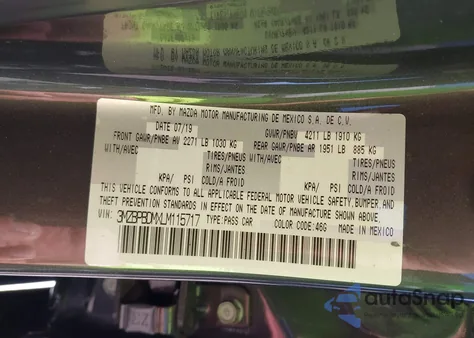 MFD. BY MAZDA MOTOR MANUFACTURING DE MEXICO S.A. DE C.V.
DATE 07/19 GVWR/PNBV 4211 LB 1910 KG
FRONT GAWR/PNBE AV 2271 LB 1030 KG REAR GAWR/PNBE AR 1951 LB 885 KG
WITH/AVEC TIRES/PNEUS WITH/AVEC TIRES/PNEUS
RIMS/JANTES RIMS/JANTES
KPA/ PSI COLD/A FROID KPA/ PSI COLD/A FROID
THIS VEHICLE CONFORMS TO ALL APPLICABLE FEDERAL MOTOR VEHICLE SAFETY, BUMPER, AND
THEFT PREVENTION STANDARDS IN EFFECT ON THE DATE OF MANUFACTURE SHOWN ABOVE.
VIN: 3MZBPBDMXLM115717 TYPE:PASS CAR COLOR CODE:46G MADE IN MEXICO
autoSnap